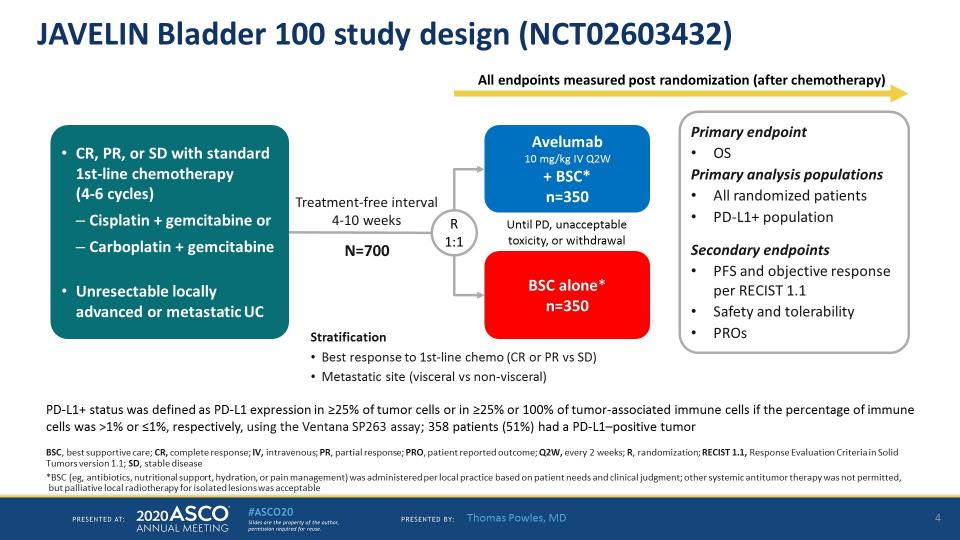 JAVELIN Bladder 100 study design (NCT02603432)
All endpoints measured post randomization (after chemotherapy)
• CR, PR, or SD with standard
1st-line chemotherapy
(4-6 cycles)
– Cisplatin + gemcitabine or
– Carboplatin + gemcitabine
• Unresectable locally
advanced or metastatic UC
Treatment-free interval
4-10 weeks
N=700
R
1:1
Avelumab
10 mg/kg IV Q2W
+ BSC*
n=350
Until PD, unacceptable
toxicity, or withdrawal
BSC alone*
n=350
Primary endpoint
• OS
Primary analysis populations
• All randomized patients
• PD-L1+ population
Secondary endpoints
• PFS and objective response
per RECIST 1.1
• Safety and tolerability
• PROs
Stratification
• Best response to 1st-line chemo (CR or PR vs SD)
• Metastatic site (visceral vs non-visceral)
PD-L1+ status was defined as PD-L1 expression in ≥25% of tumor cells or in ≥25% or 100% of tumor-associated immune cells if the percentage of immune
cells was >1% or ≤1%, respectively, using the Ventana SP263 assay; 358 patients (51%) had a PD-L1–positive tumor
BSC, best supportive care; CR, complete response; IV, intravenous; PR, partial response; PRO, patient reported outcome; Q2W, every 2 weeks; R, randomization; RECIST 1.1, Response Evaluation Criteria in Solid
Tumors version 1.1; SD, stable disease
*BSC (eg, antibiotics, nutritional support, hydration, or pain management) was administered per local practice based on patient needs and clinical judgment; other systemic antitumor therapy was not permitted,
but palliative local radiotherapy for isolated lesions was acceptable
PRESENTED AT:
2020 ASCO®
ANNUAL MEETING
#ASCO20
Slides are the property of the author,
permission required for reuse.
PRESENTED BY:
Thomas Powles, MD
4